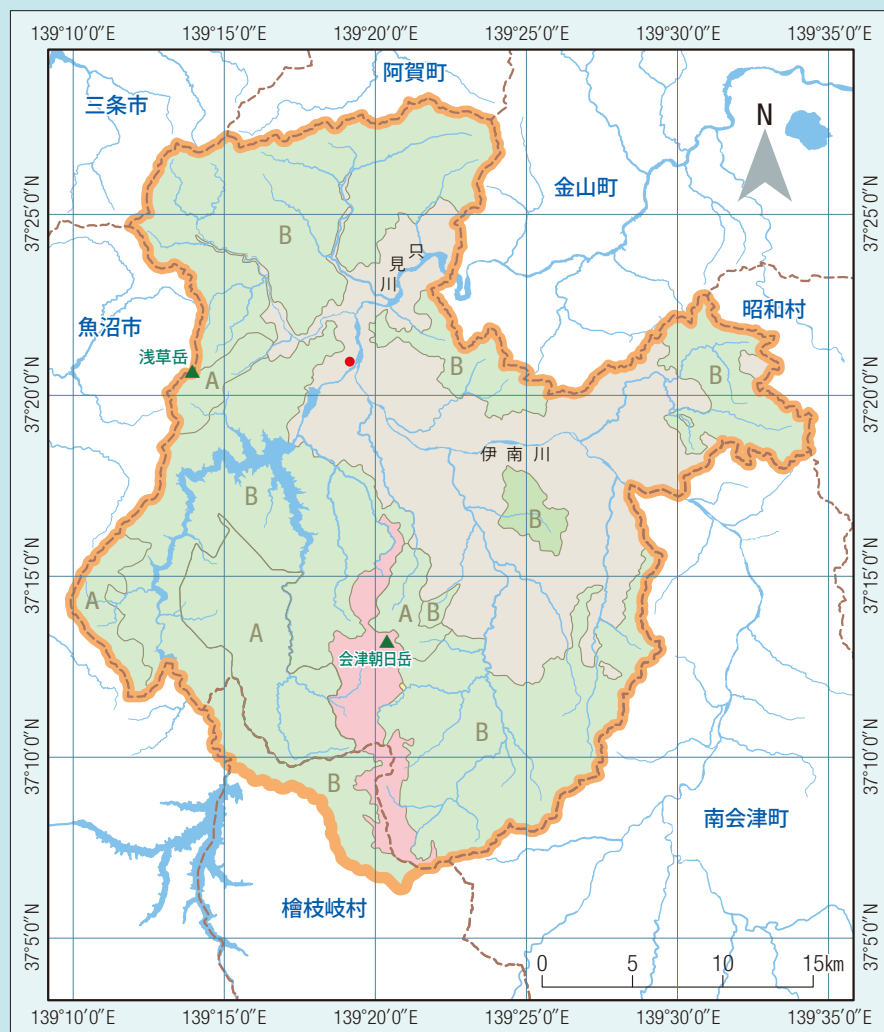 139°10′0″E 139°15′0″E 139°20′0″E 139°25′0″E 139°30′0″E 139°35′0″E
阿賀町
三条市
N
金山町
37°25′0″N 37°25′0″N
B
只見川
魚沼市
昭和村
浅草岳
A
B
B
37°20′0″N 37°20′0″N
伊南川
B
B
37°15′0″N 37°15′0″N
A
A
A
B
会津朝日岳
B
37°10′0″N 37°10′0″N
B
南会津町
檜枝岐村
37°5′0″N 37°5′0″N
0 5 10 15km
139°10′0″E 139°15′0″E 139°20′0″E 139°25′0″E 139°30′0″E 139°35′0″E